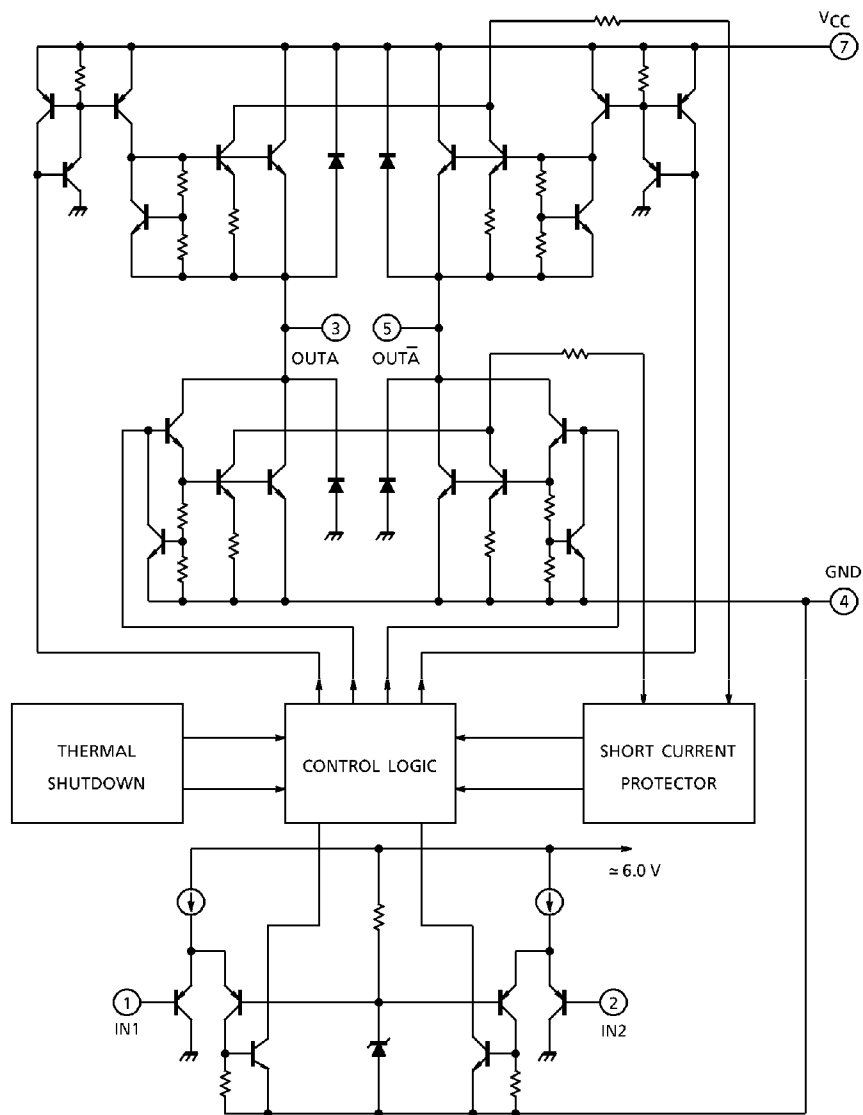 VCC
7
3
5
OUTA
OUTA̅
GND
4
THERMAL
SHUTDOWN
CONTROL LOGIC
SHORT CURRENT
PROTECTOR
≃ 6.0 V
1
IN1
2
IN2